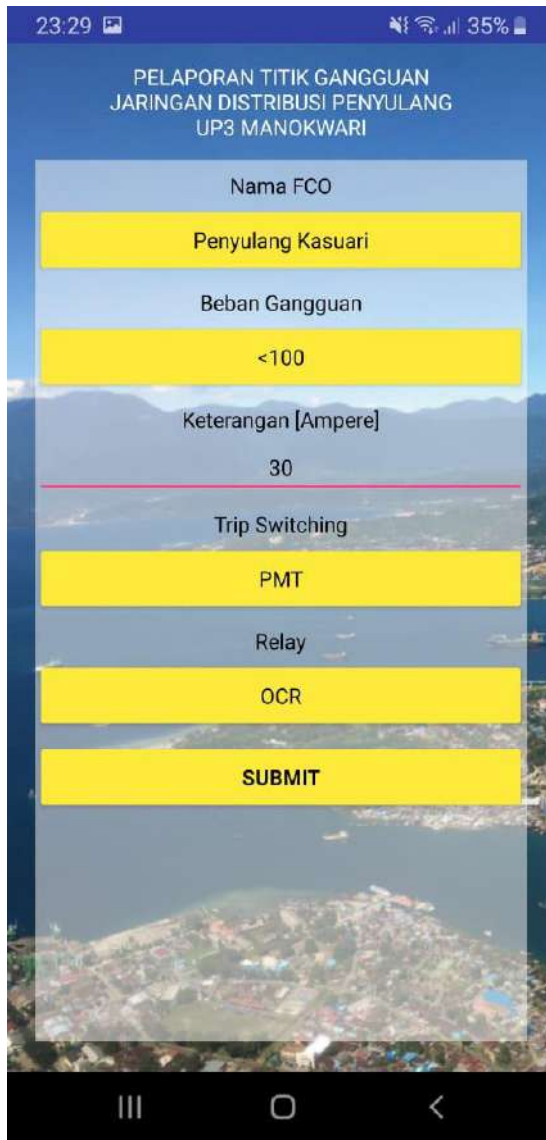 23:29 35%
PELAPORAN TITIK GANGGUAN
JARINGAN DISTRIBUSI PENYULANG
UP3 MANOKWARI
Nama FCO
Penyulang Kasuari
Beban Gangguan
<100
Keterangan [Ampere]
30
Trip Switching
PMT
Relay
OCR
SUBMIT